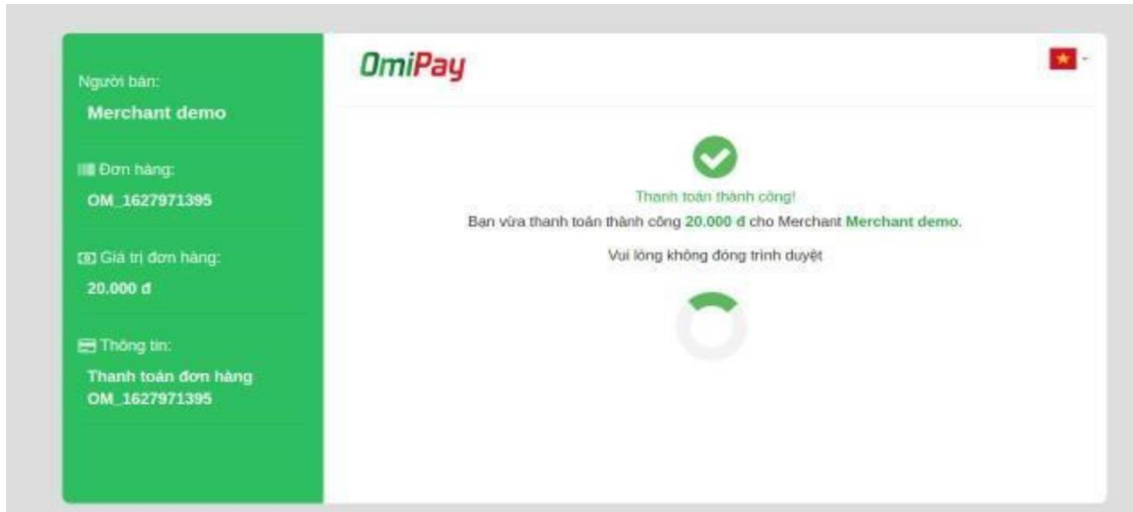 Người bán:
Merchant demo
Đơn hàng:
OM_1627971395
Giá trị đơn hàng:
20.000 đ
Thông tin:
Thanh toán đơn hàng
OM_1627971395
OmiPay
Thanh toán thành công!
Bạn vừa thanh toán thành công 20.000 đ cho Merchant Merchant demo.
Vui lòng không đóng trình duyệt